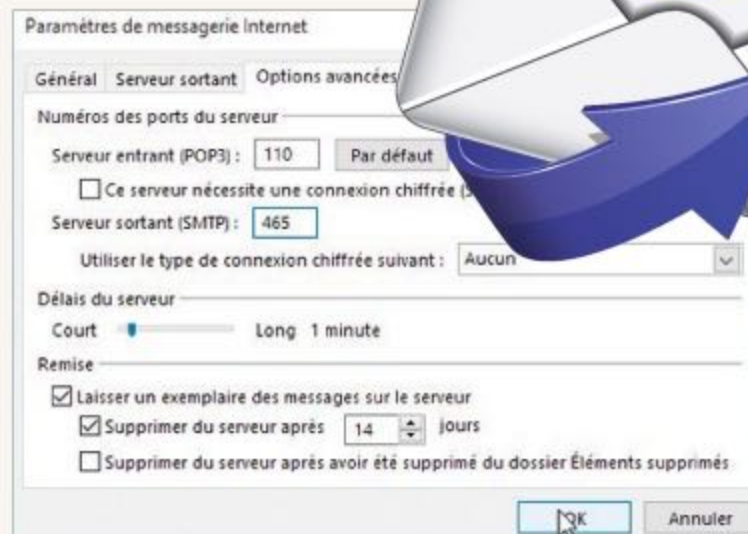 Paramètres de messagerie Internet
Général Serveur sortant Options avancées
Numéros des ports du serveur
Serveur entrant (POP3) : 110 Par défaut
Ce serveur nécessite une connexion chiffrée
Serveur sortant (SMTP) : 465
Utiliser le type de connexion chiffrée suivant : Aucun
Délais du serveur
Court Long 1 minute
Remise
Laisser un exemplaire des messages sur le serveur
Supprimer du serveur après 14 jours
Supprimer du serveur après avoir été supprimé du dossier Éléments supprimés
OK Annuler